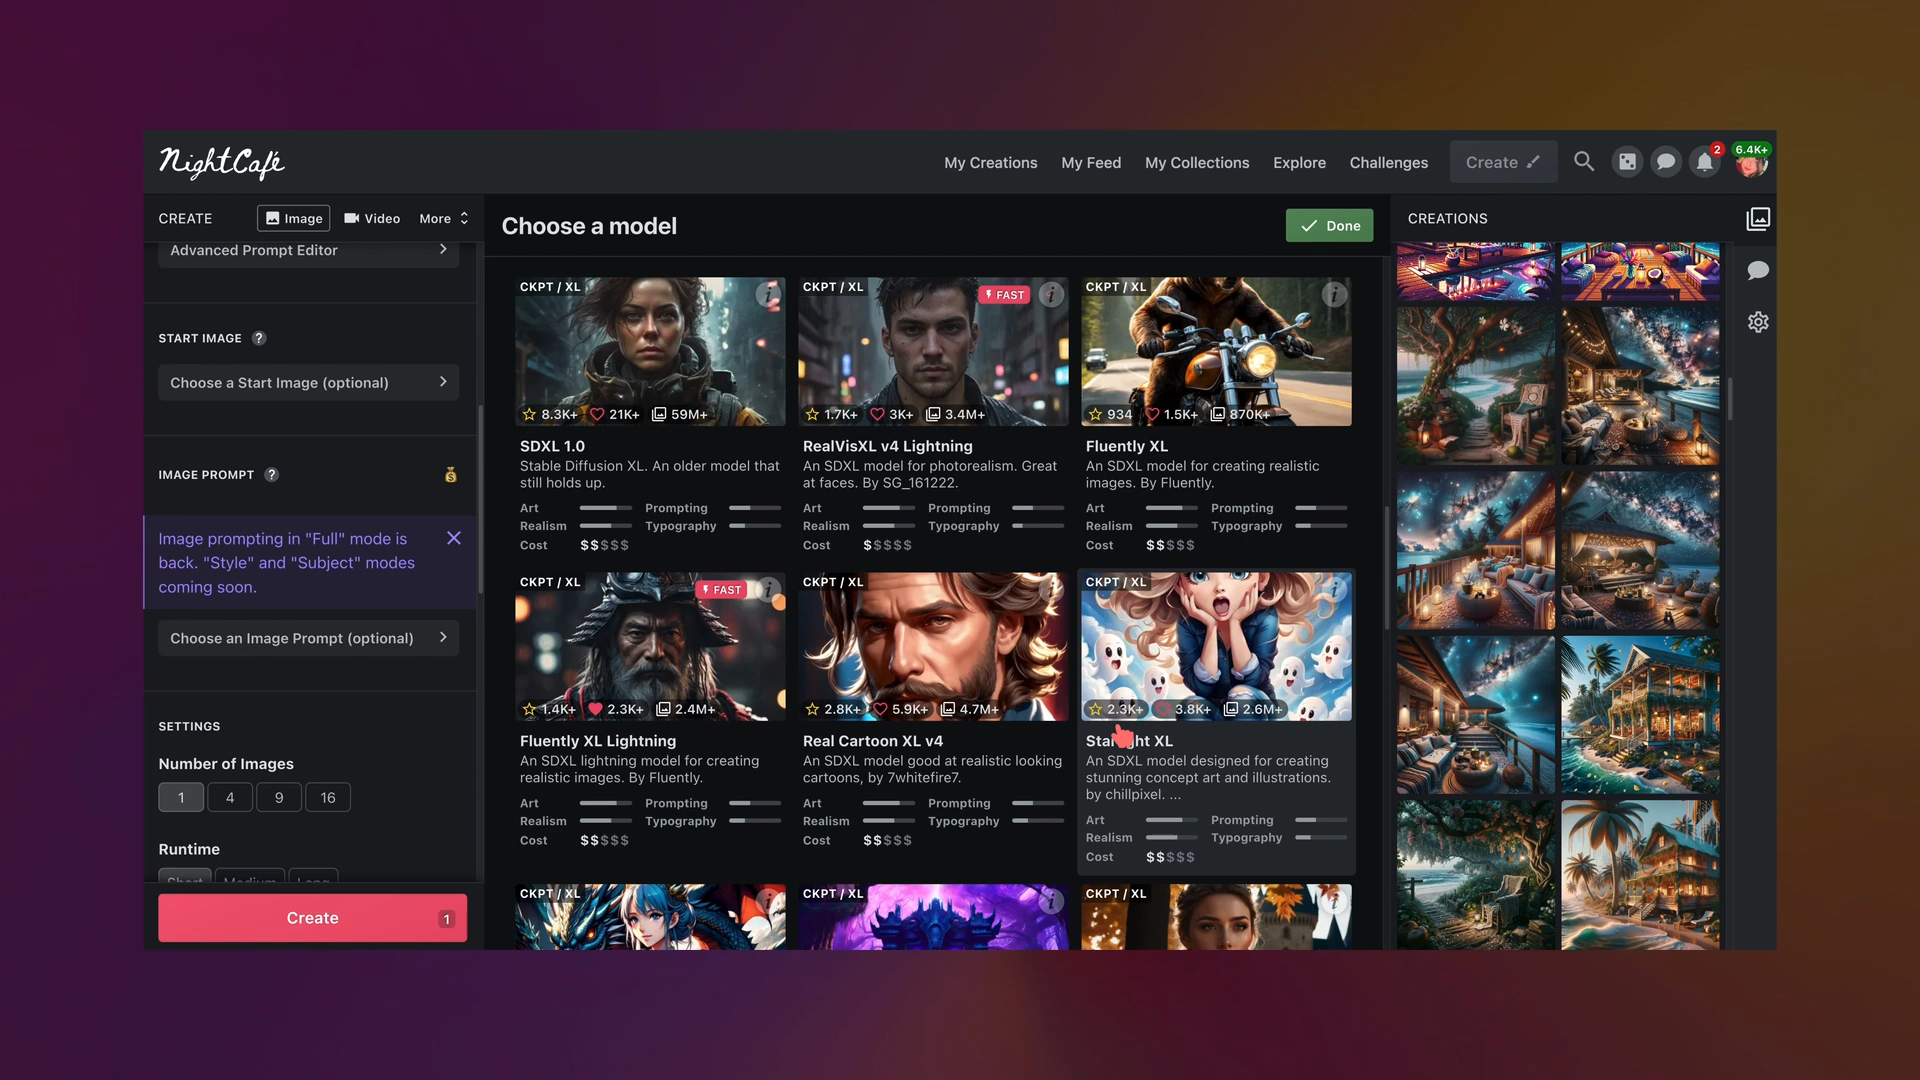 NightCafé
My Creations
My Feed
My Collections
Explore
Challenges
Create
2
6.4K+
CREATE
Image
Video
More
Advanced Prompt Editor
START IMAGE ?
Choose a Start Image (optional)
IMAGE PROMPT ?
Image prompting in "Full" mode is
back. "Style" and "Subject" modes
coming soon.
Choose an Image Prompt (optional)
SETTINGS
Number of Images
1 4 9 16
Runtime
Short Medium Long
Create 1
Choose a model
Done
CKPT / XL
8.3K+ 21K+ 59M+
SDXL 1.0
Stable Diffusion XL. An older model that
still holds up.
Art Prompting
Realism Typography
Cost $$$$$
CKPT / XL
FAST
1.7K+ 3K+ 3.4M+
RealVisXL v4 Lightning
An SDXL model for photorealism. Great
at faces. By SG_161222.
Art Prompting
Realism Typography
Cost $$$$$
CKPT / XL
934 1.5K+ 870K+
Fluently XL
An SDXL model for creating realistic
images. By Fluently.
Art Prompting
Realism Typography
Cost $$$$$
CKPT / XL
FAST
1.4K+ 2.3K+ 2.4M+
Fluently XL Lightning
An SDXL lightning model for creating
realistic images. By Fluently.
Art Prompting
Realism Typography
Cost $$$$$
CKPT / XL
2.8K+ 5.9K+ 4.7M+
Real Cartoon XL v4
An SDXL model good at realistic looking
cartoons, by 7whitefire7.
Art Prompting
Realism Typography
Cost $$$$$
CKPT / XL
2.3K+ 3.8K+ 2.6M+
XL
An SDXL model designed for creating
stunning concept art and illustrations.
by chillpixel. ...
Art Prompting
Realism Typography
Cost $$$$$
CKPT / XL
CKPT / XL
CKPT / XL
CREATIONS